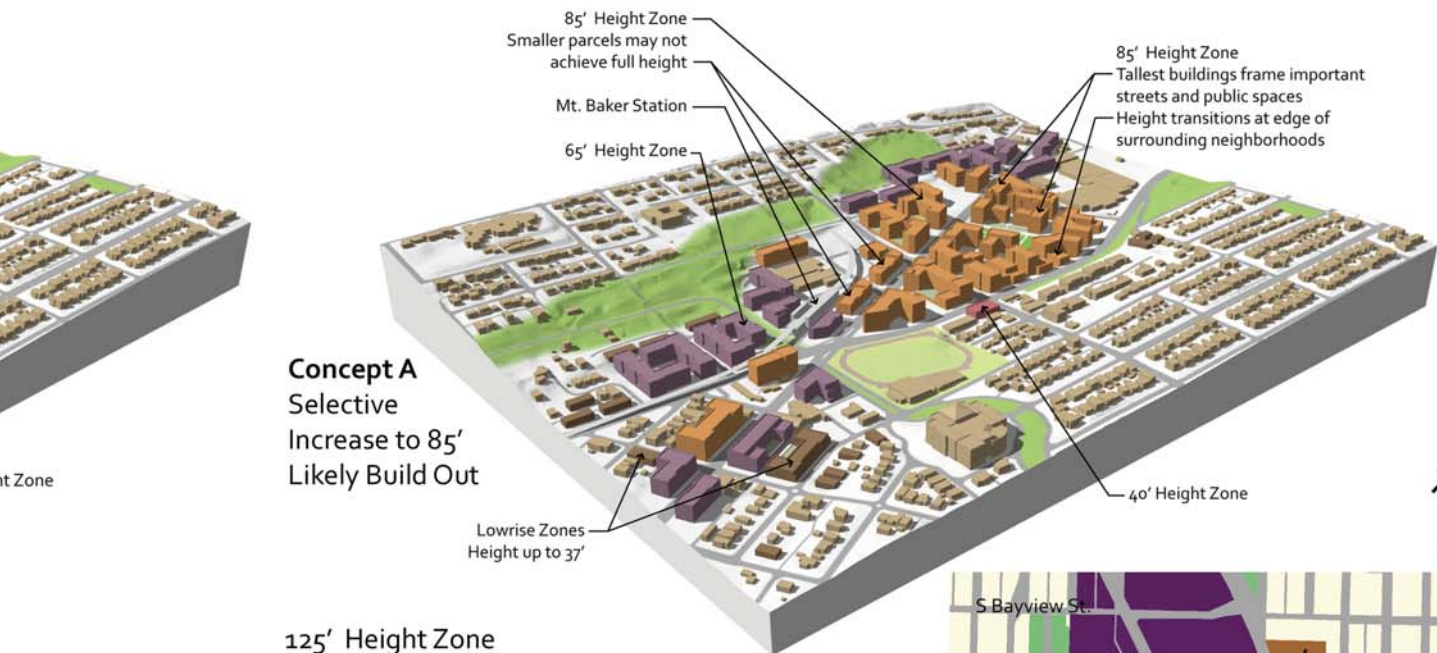 85' Height Zone
Smaller parcels may not
achieve full height
Mt. Baker Station
65' Height Zone
85' Height Zone
Tallest buildings frame important
streets and public spaces
Height transitions at edge of
surrounding neighborhoods
Concept A
Selective
Increase to 85'
Likely Build Out
Zone
Lowrise Zones
Height up to 37'
40' Height Zone
S Bayview St.
125' Height Zone